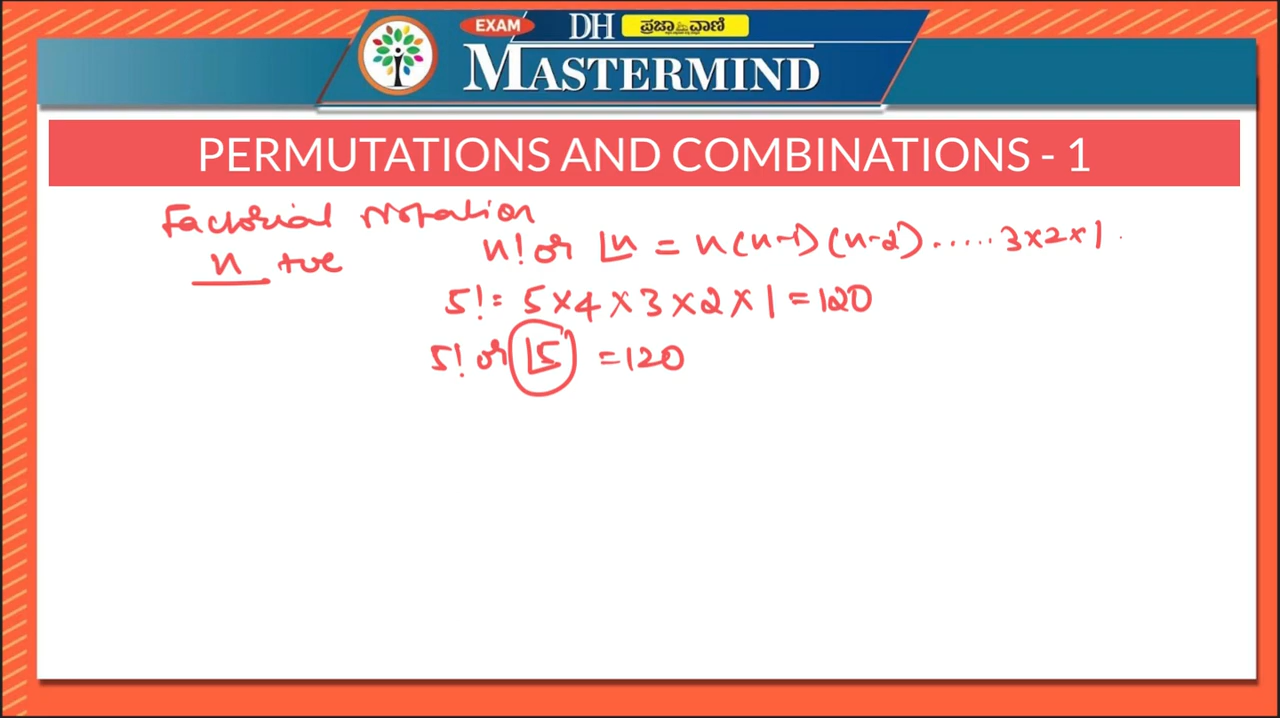 EXAM DH ಪ್ರಜಾವಾಣಿ
MASTERMIND
PERMUTATIONS AND COMBINATIONS - 1
Factorial Notation
n! or |n = n(n-1)(n-2) ..... 3×2×1.
n +ve
5! = 5×4×3×2×1 = 120
5! or |5 = 120